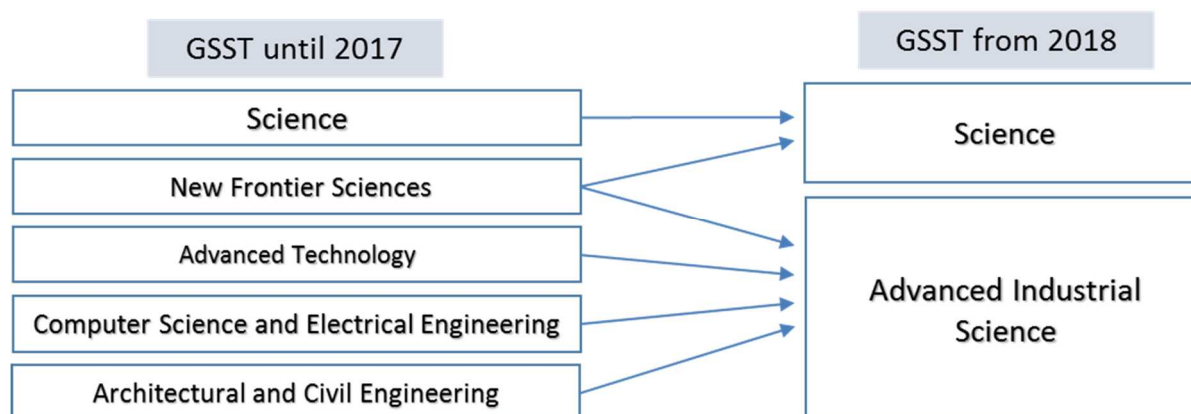 GSST until 2017
Science
New Frontier Sciences
Advanced Technology
Computer Science and Electrical Engineering
Architectural and Civil Engineering
GSST from 2018
Science
Advanced Industrial
Science